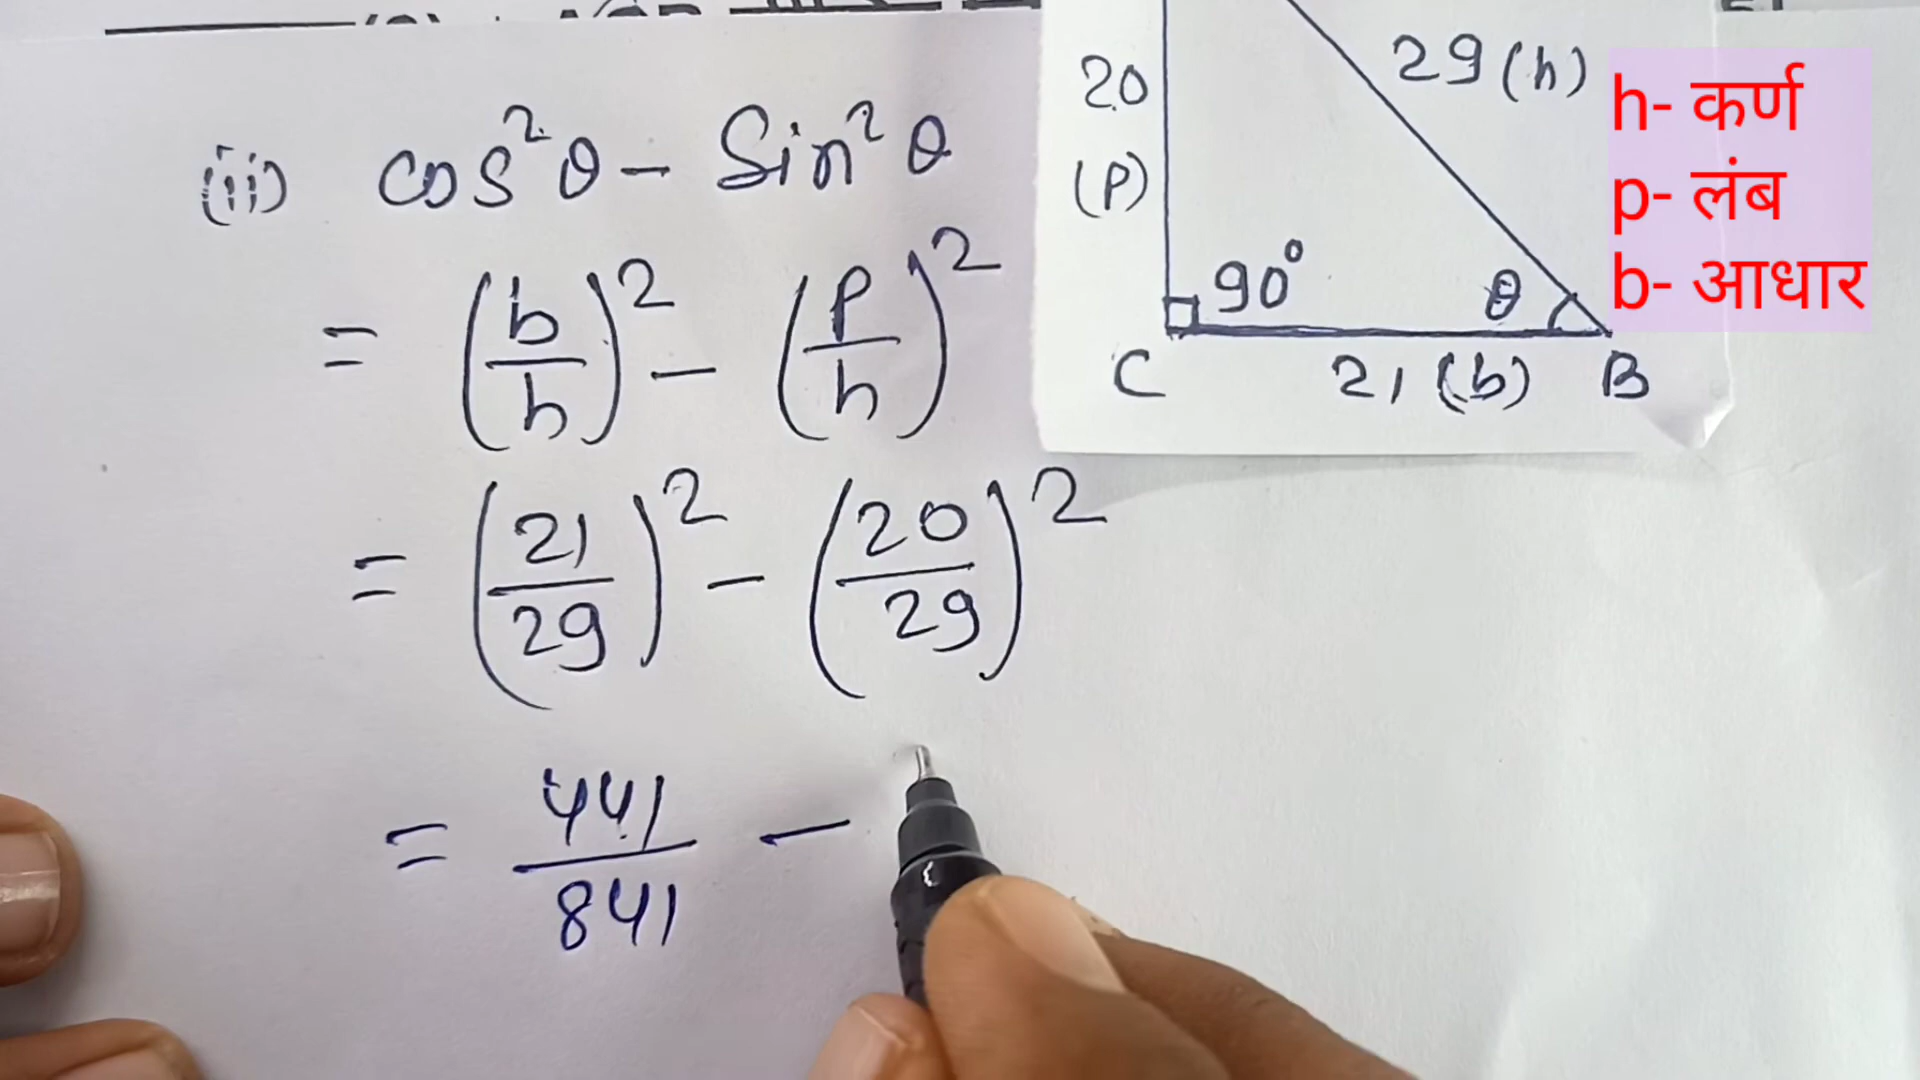 (ii) cos²θ - Sin²θ
= (b/h)² - (p/h)²
= (21/29)² - (20/29)²
= 441/841 -
20
(P)
29 (h)
90°
θ
C
21 (b)
B
h- कर्ण
p- लंब
b- आधार